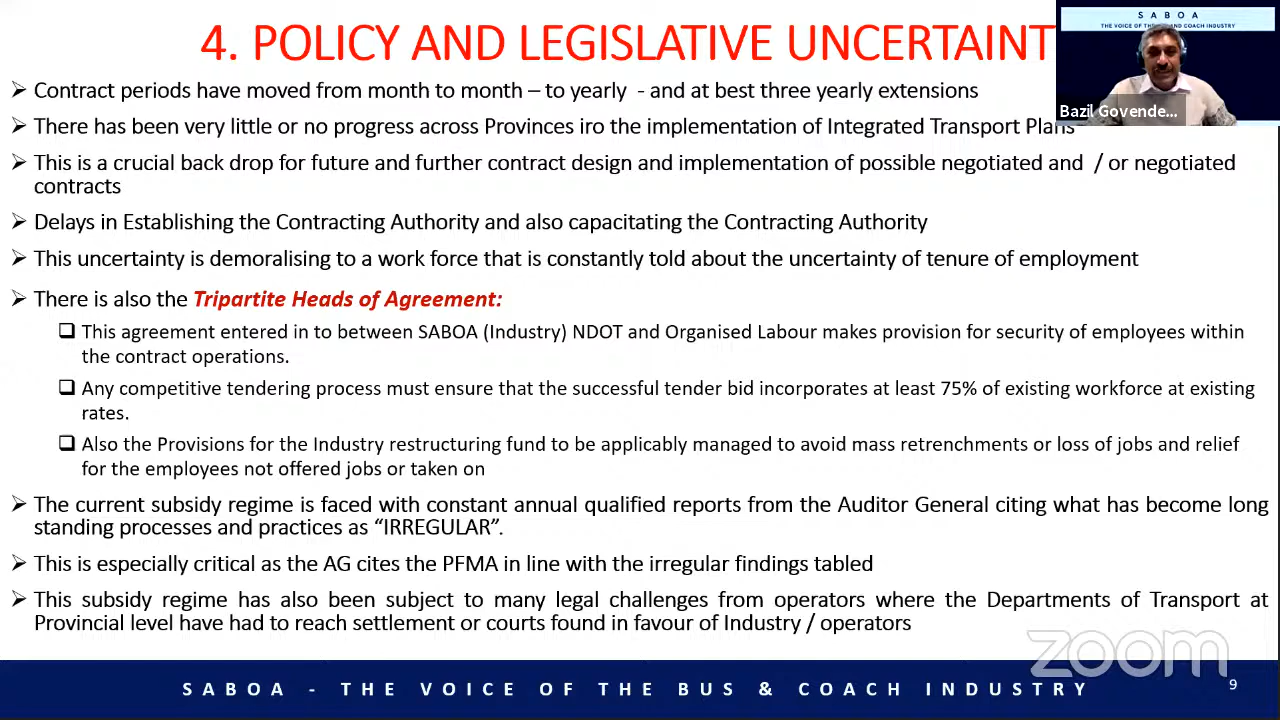 4. POLICY AND LEGISLATIVE UNCERTAINT
S A B O A
THE VOICE OF THE AND COACH INDUSTRY
Bazil Govende...
➢ Contract periods have moved from month to month – to yearly - and at best three yearly extensions
➢ There has been very little or no progress across Provinces iro the implementation of Integrated Transport Plans
➢ This is a crucial back drop for future and further contract design and implementation of possible negotiated and / or negotiated
contracts
➢ Delays in Establishing the Contracting Authority and also capacitating the Contracting Authority
➢ This uncertainty is demoralising to a work force that is constantly told about the uncertainty of tenure of employment
➢ There is also the Tripartite Heads of Agreement:
❑ This agreement entered in to between SABOA (Industry) NDOT and Organised Labour makes provision for security of employees within
the contract operations.
❑ Any competitive tendering process must ensure that the successful tender bid incorporates at least 75% of existing workforce at existing
rates.
❑ Also the Provisions for the Industry restructuring fund to be applicably managed to avoid mass retrenchments or loss of jobs and relief
for the employees not offered jobs or taken on
➢ The current subsidy regime is faced with constant annual qualified reports from the Auditor General citing what has become long
standing processes and practices as “IRREGULAR”.
➢ This is especially critical as the AG cites the PFMA in line with the irregular findings tabled
➢ This subsidy regime has also been subject to many legal challenges from operators where the Departments of Transport at
Provincial level have had to reach settlement or courts found in favour of Industry / operators
zoom
SABOA - THE VOICE OF THE BUS & COACH INDUSTRY
9